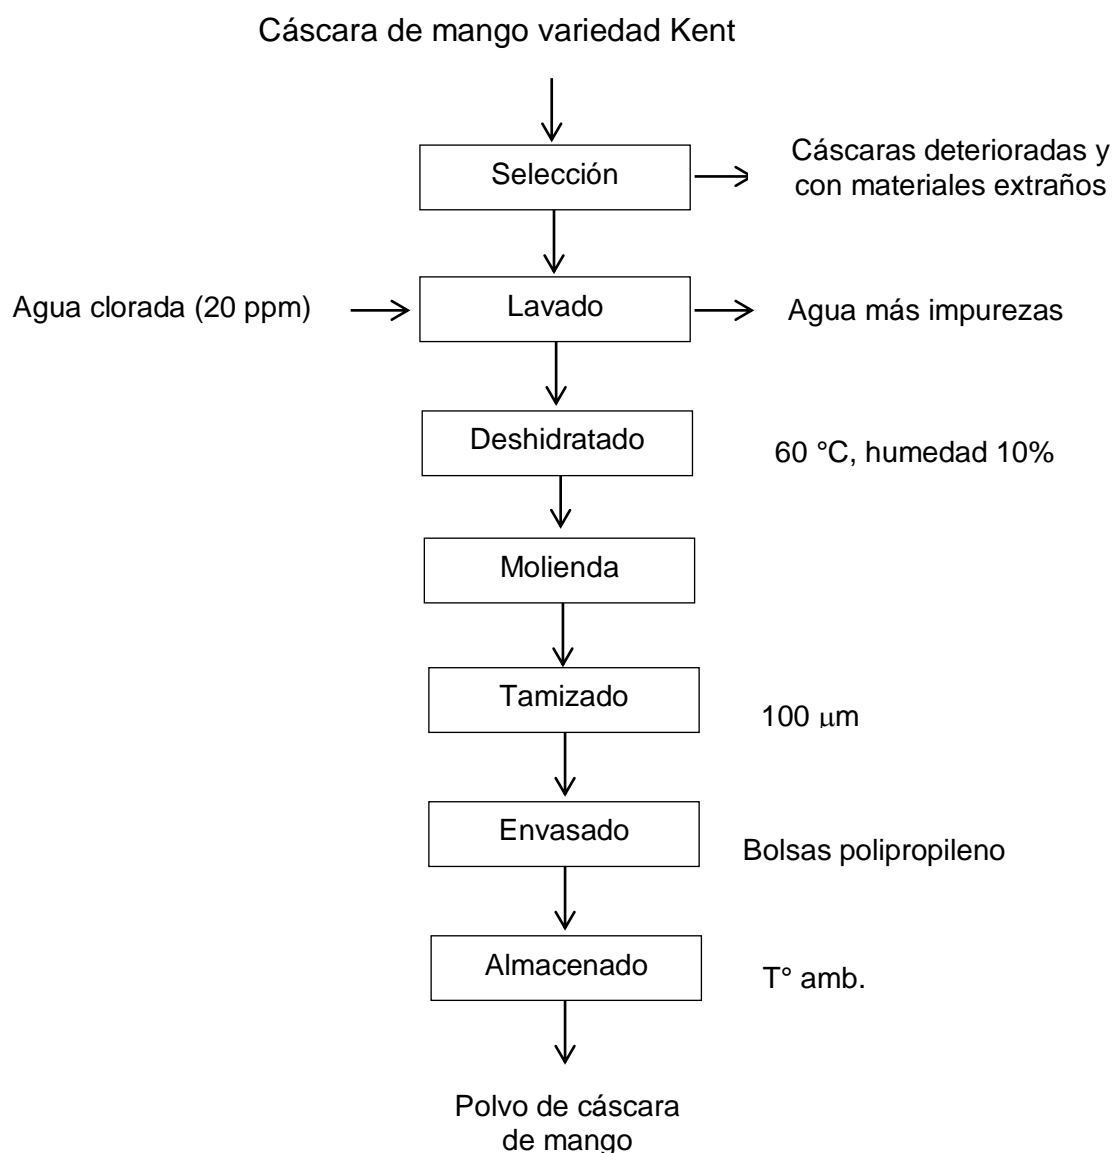 Cáscara de mango variedad Kent
Selección
Cáscaras deterioradas y
con materiales extraños
Agua clorada (20 ppm)
Lavado
Agua más impurezas
Deshidratado
60 °C, humedad 10%
Molienda
Tamizado
100 μm
Envasado
Bolsas polipropileno
Almacenado
T° amb.
Polvo de cáscara
de mango